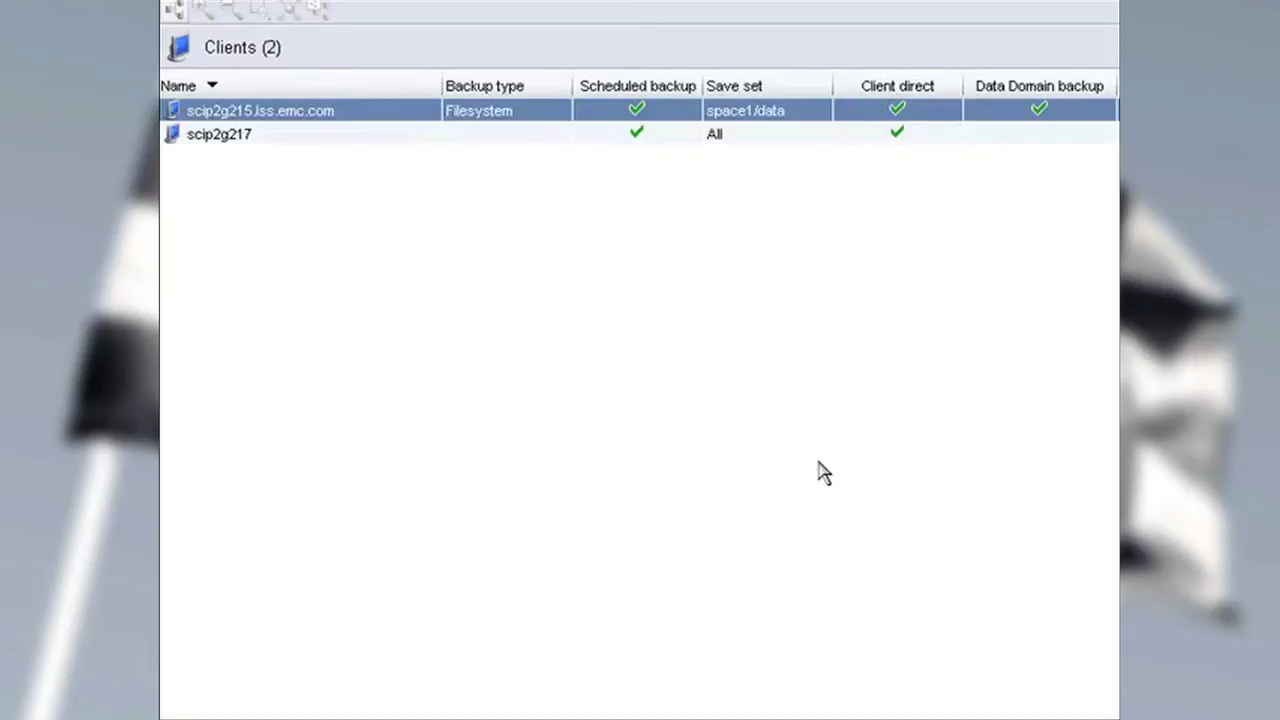 Clients (2)
Name Backup type Scheduled backup Save set Client direct Data Domain backup
scip2g215.lss.emc.com Filesystem space1/data
scip2g217 All